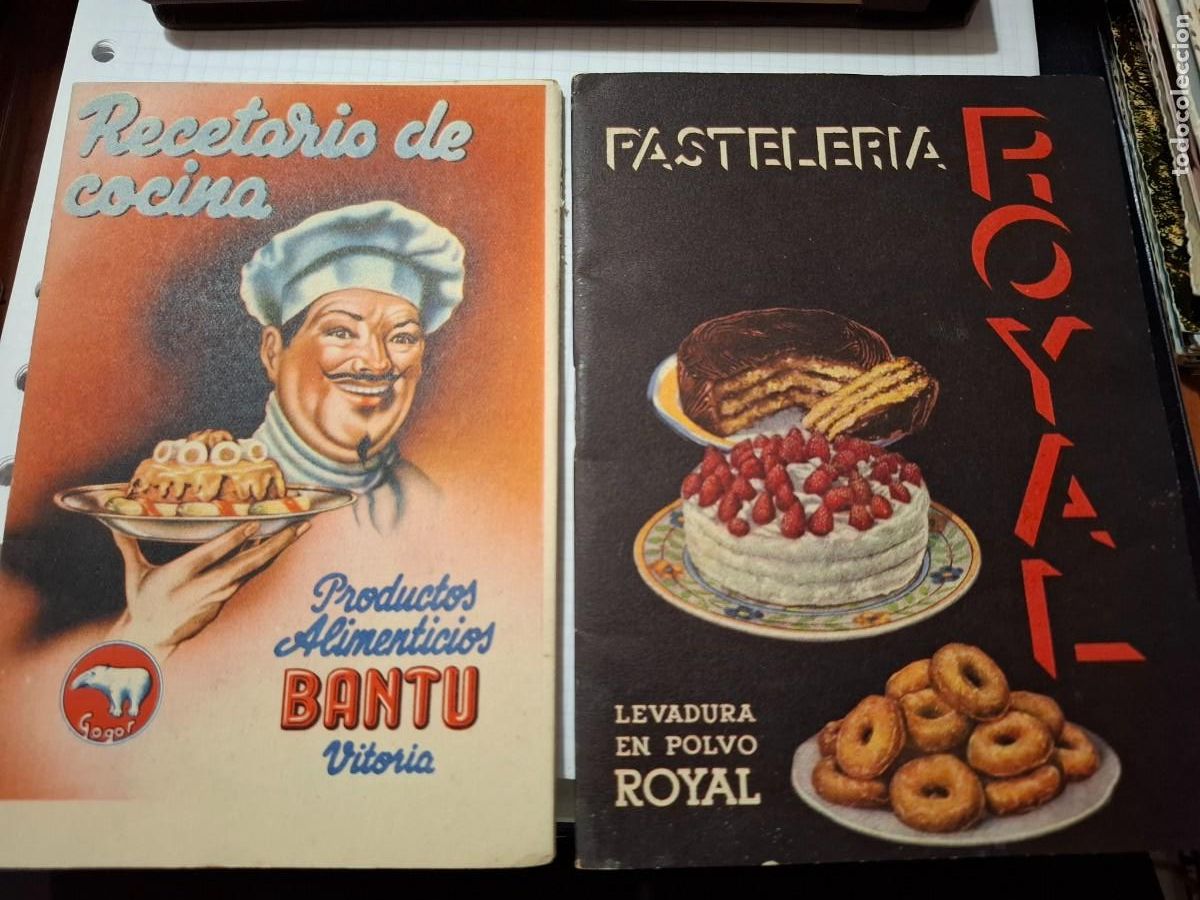 Recetario de
cocina
Productos
Alimenticios
BANTU
Vitoria
Gogor
PASTELERIA
ROYAL
LEVADURA
EN POLVO
ROYAL
todocoleccion